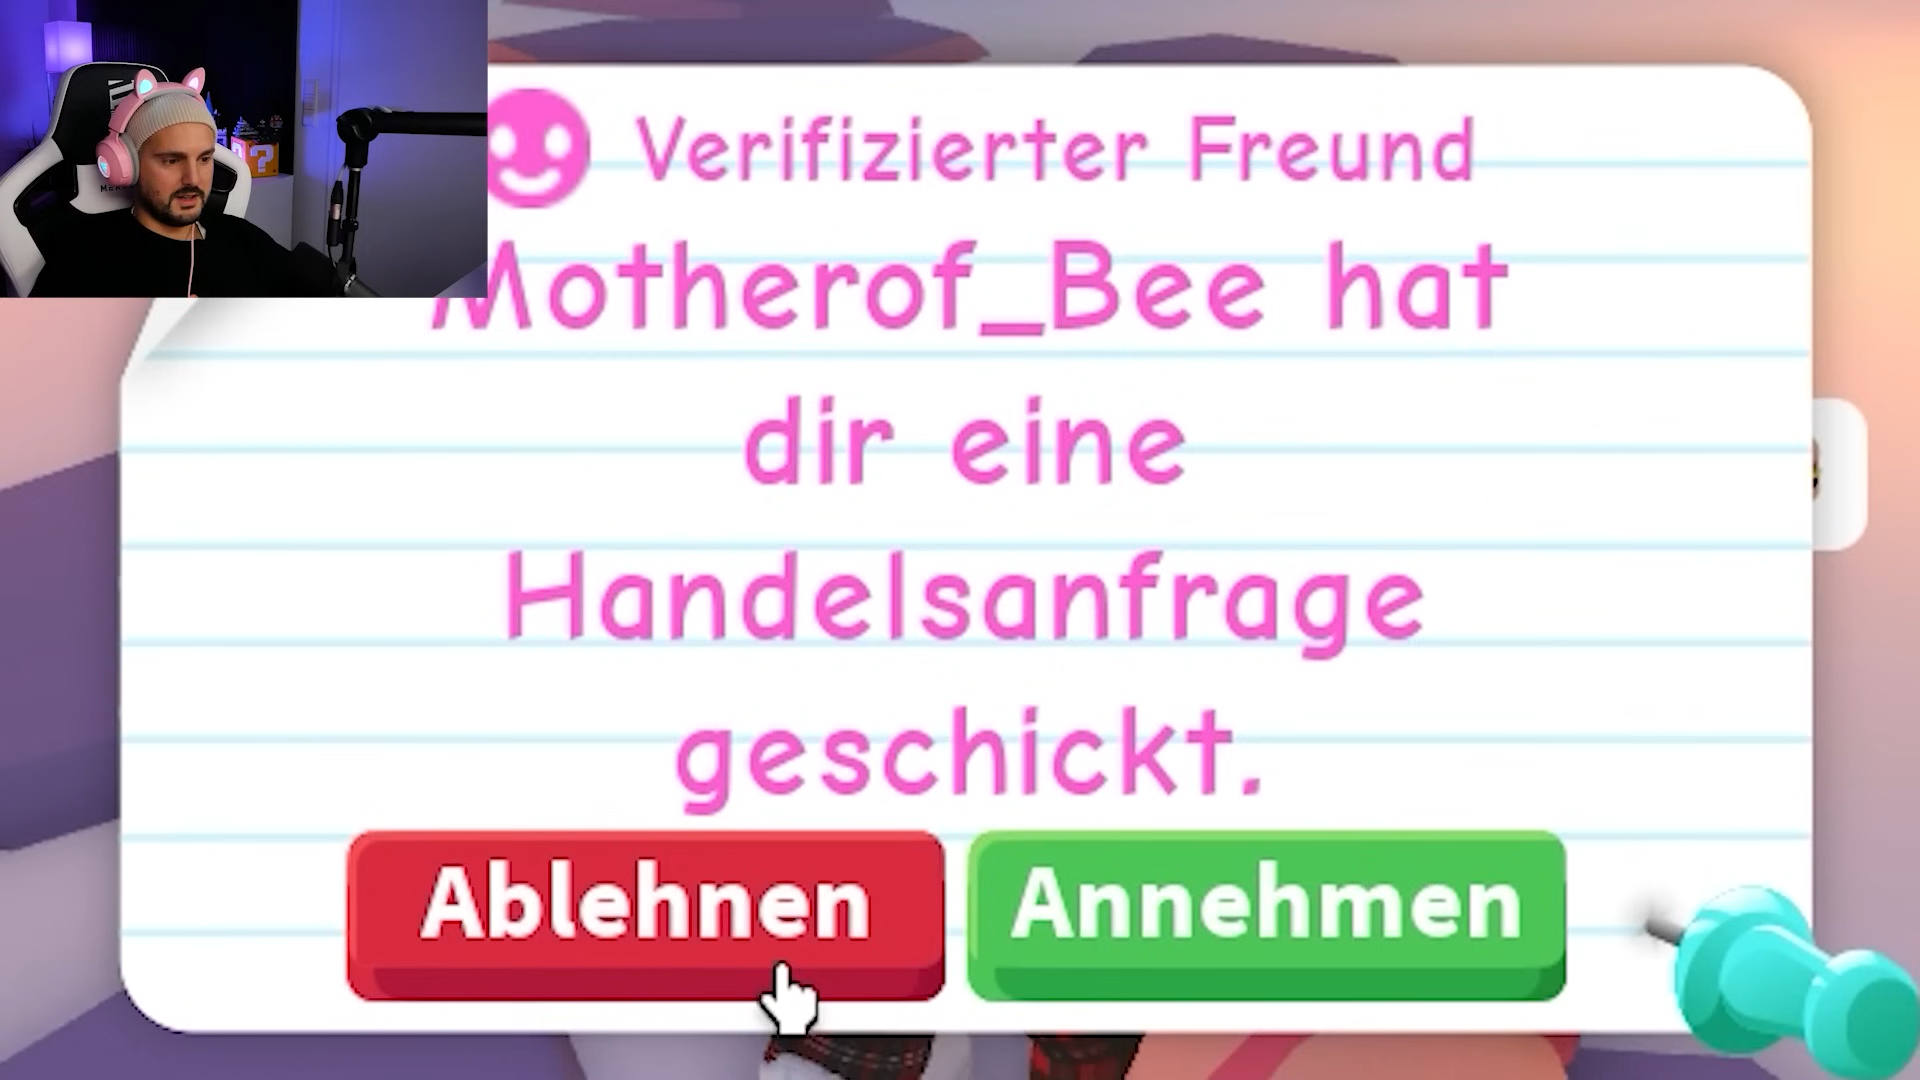 Verifizierter Freund
Motherof_Bee hat
dir eine
Handelsanfrage
geschickt.
Ablehnen
Annehmen